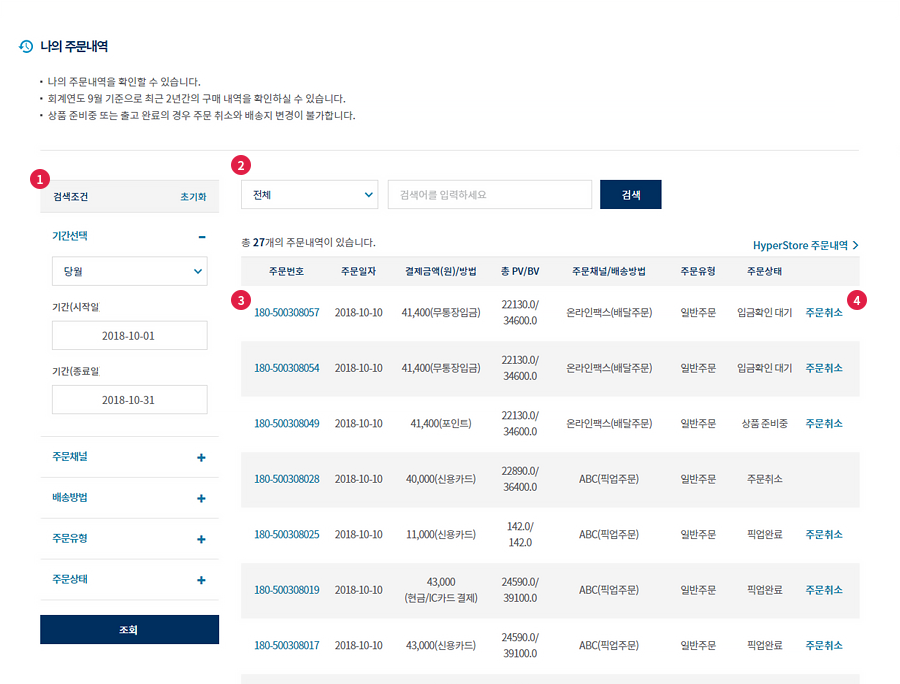 나의 주문내역
• 나의 주문내역을 확인할 수 있습니다.
• 회계연도 9월 기준으로 최근 2년간의 구매 내역을 확인하실 수 있습니다.
• 상품 준비중 또는 출고 완료의 경우 주문 취소와 배송지 변경이 불가합니다.
1
검색조건 초기화
기간선택 −
당월
기간(시작일
2018-10-01
기간(종료일
2018-10-31
주문채널 +
배송방법 +
주문유형 +
주문상태 +
조회
2
전체 검색어를 입력하세요 검색
총 27개의 주문내역이 있습니다.
HyperStore 주문내역 >
주문번호 주문일자 결제금액(원)/방법 총 PV/BV 주문채널/배송방법 주문유형 주문상태
3 4
180-500308057 2018-10-10 41,400(무통장입금) 22130.0/ 온라인팩스(배달주문) 일반주문 입금확인 대기 주문취소
34600.0
180-500308054 2018-10-10 41,400(무통장입금) 22130.0/ 온라인팩스(배달주문) 일반주문 입금확인 대기 주문취소
34600.0
180-500308049 2018-10-10 41,400(포인트) 22130.0/ 온라인팩스(배달주문) 일반주문 상품 준비중 주문취소
34600.0
180-500308028 2018-10-10 40,000(신용카드) 22890.0/ ABC(픽업주문) 일반주문 주문취소
36400.0
180-500308025 2018-10-10 11,000(신용카드) 142.0/ ABC(픽업주문) 일반주문 픽업완료 주문취소
142.0
180-500308019 2018-10-10 43,000 24590.0/ ABC(픽업주문) 일반주문 픽업완료 주문취소
(현금/IC카드 결제) 39100.0
180-500308017 2018-10-10 43,000(신용카드) 24590.0/ ABC(픽업주문) 일반주문 픽업완료 주문취소
39100.0